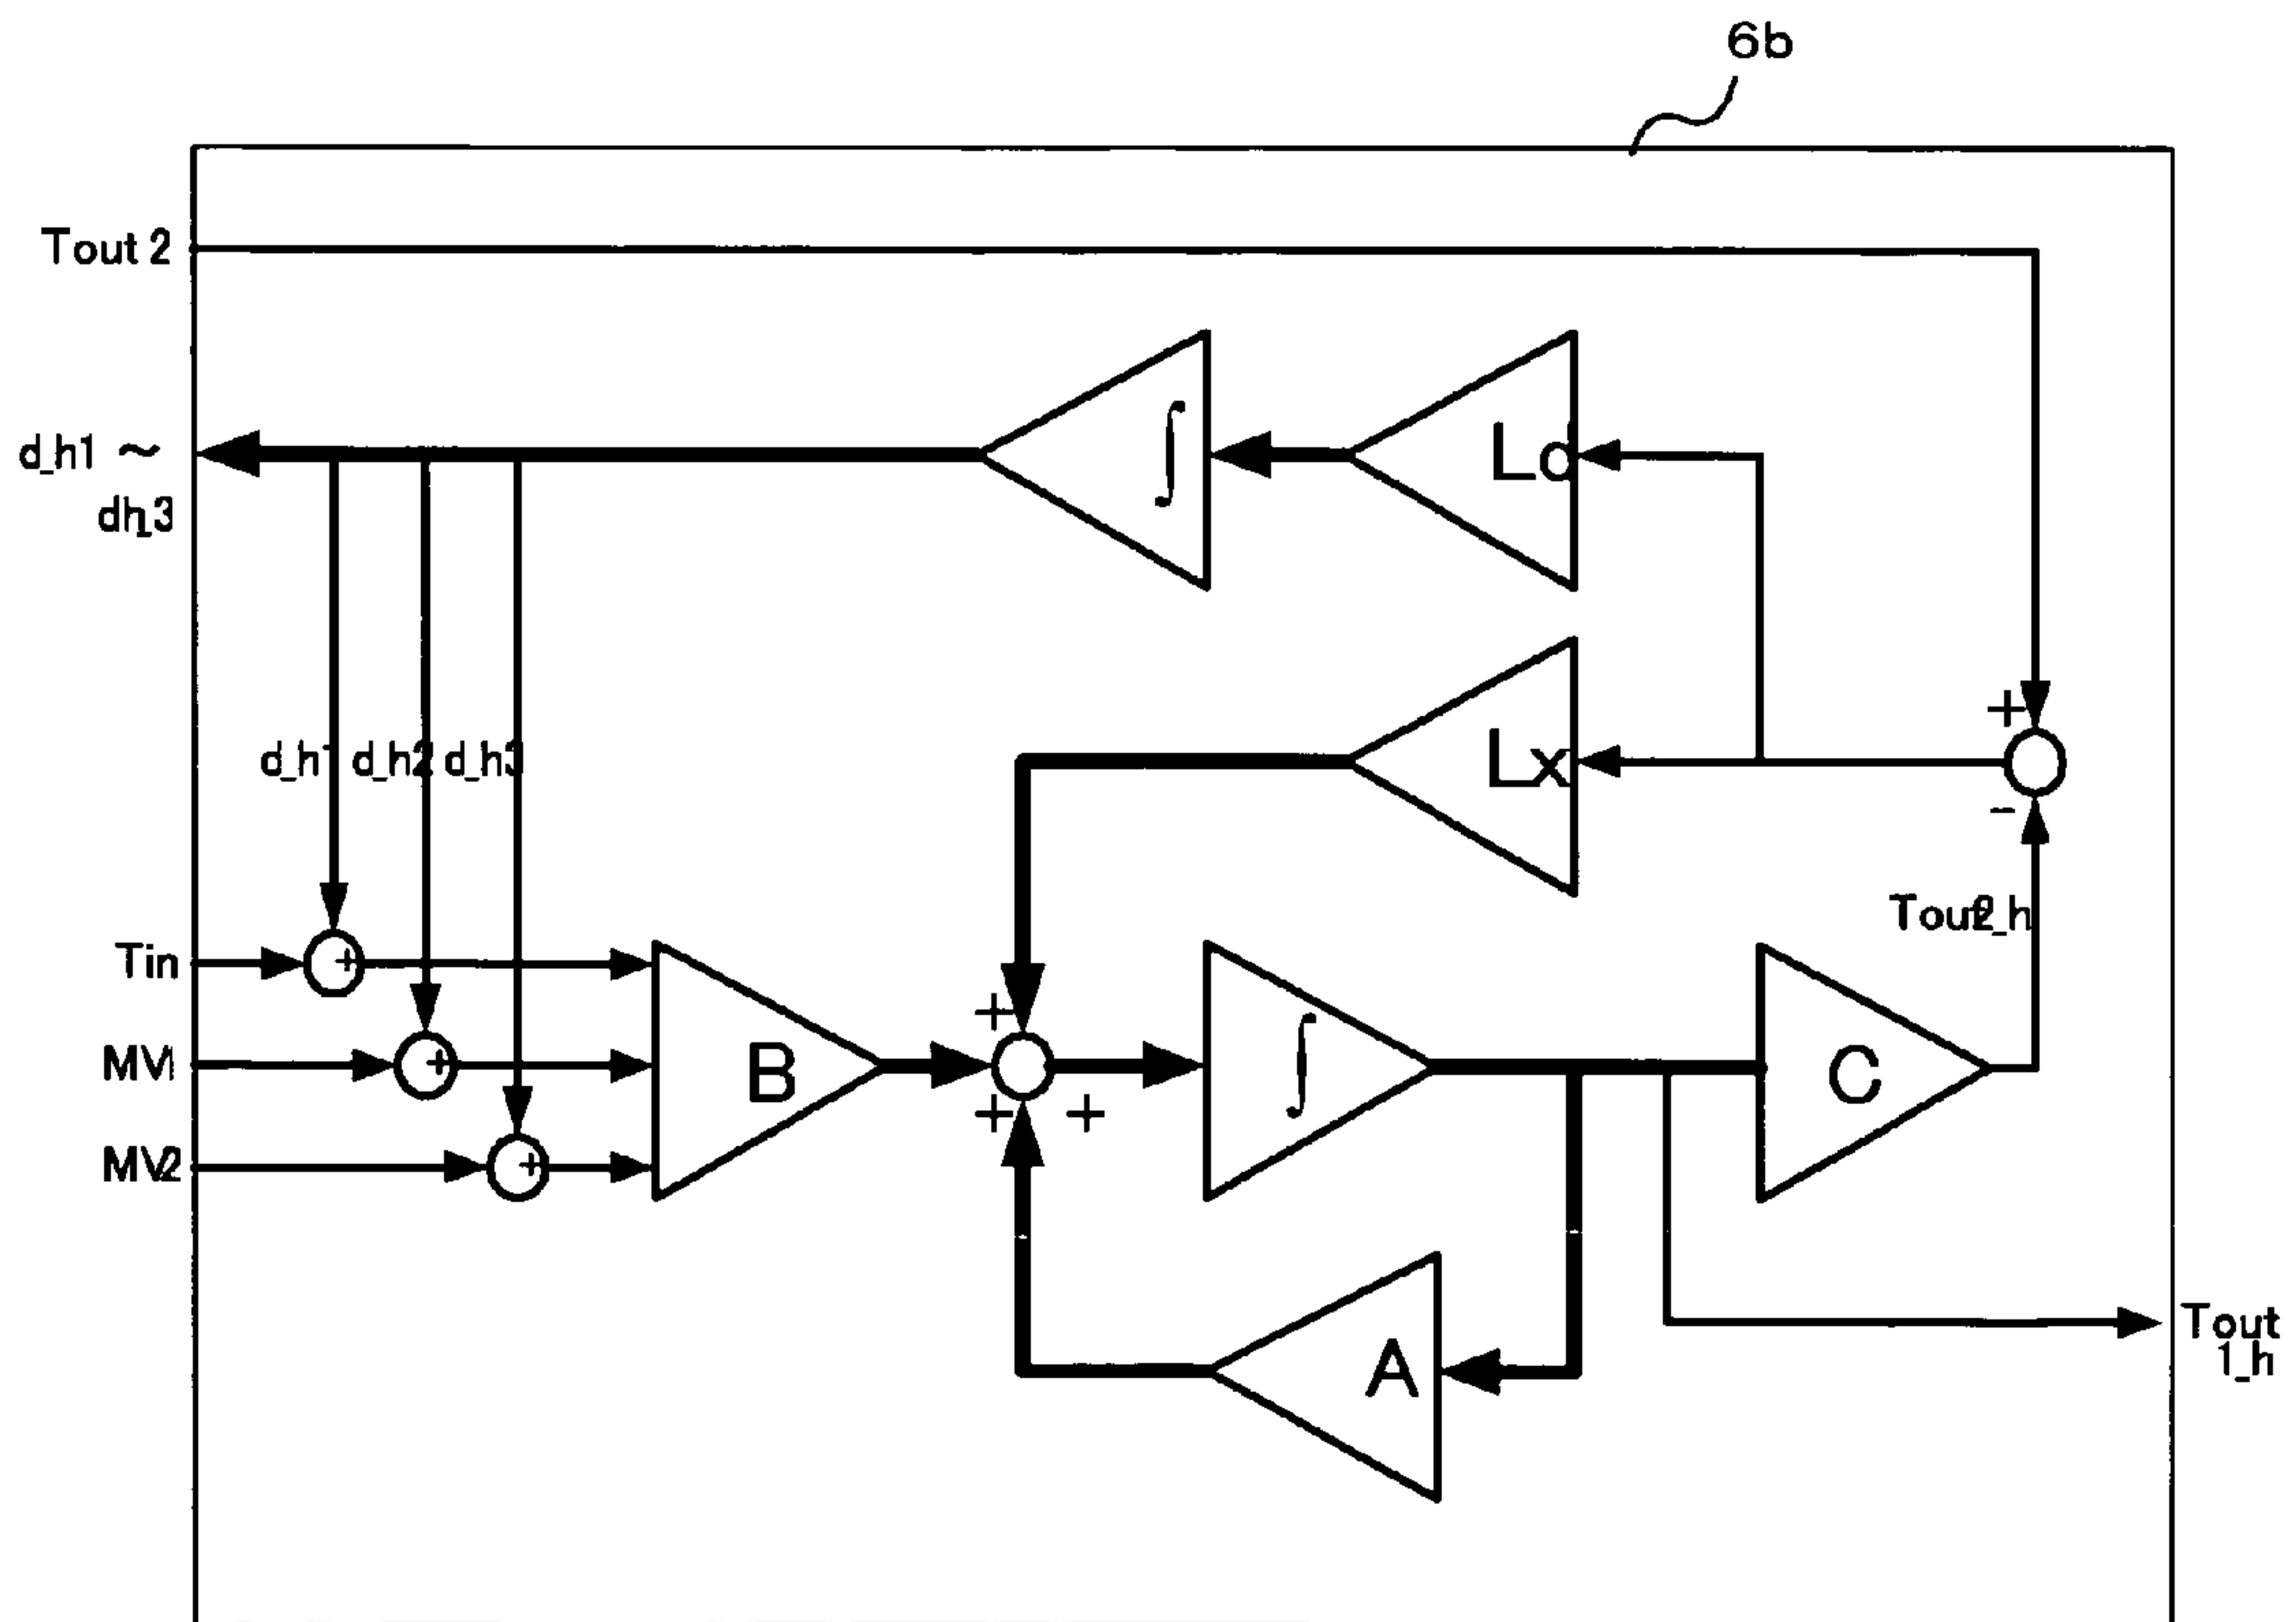 6b
Tout 2
d_h1 ~
dh_3
∫
Ld
d_h1
d_h2
d_h3
Lx
+
-
Tout2_h
Tin
+
MV1
+
MV2
+
B
+
+
+
∫
C
A
Tout
1_h